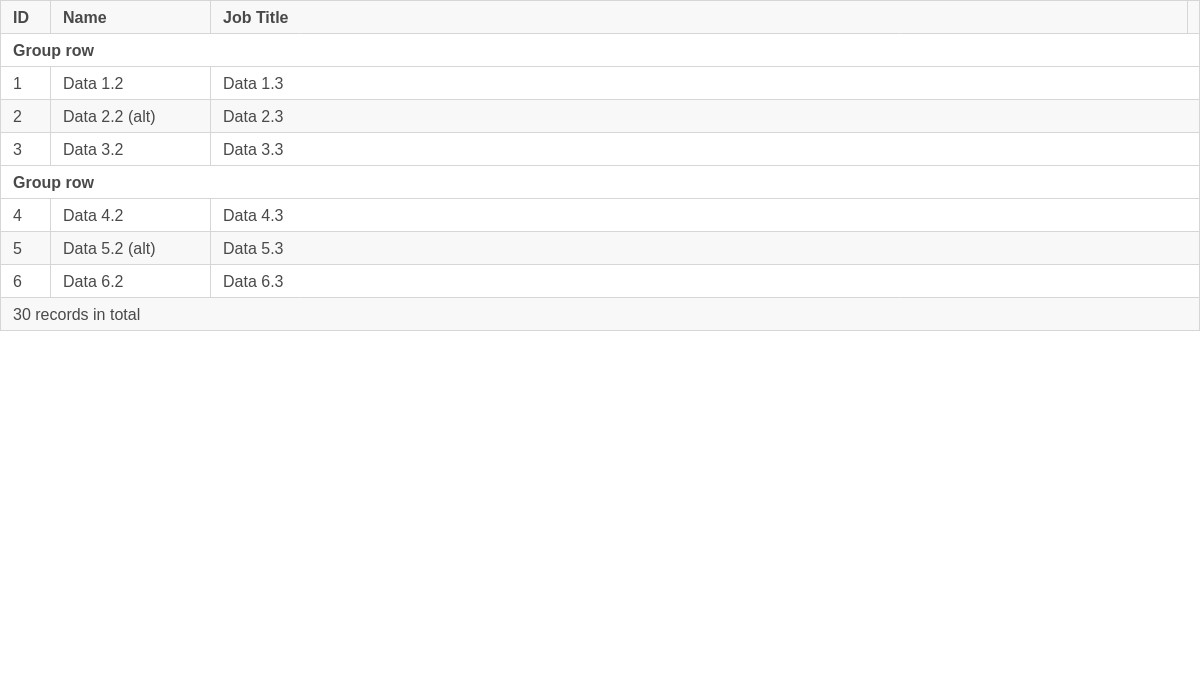 ID Name Job Title
Group row
1 Data 1.2 Data 1.3
2 Data 2.2 (alt) Data 2.3
3 Data 3.2 Data 3.3
Group row
4 Data 4.2 Data 4.3
5 Data 5.2 (alt) Data 5.3
6 Data 6.2 Data 6.3
30 records in total